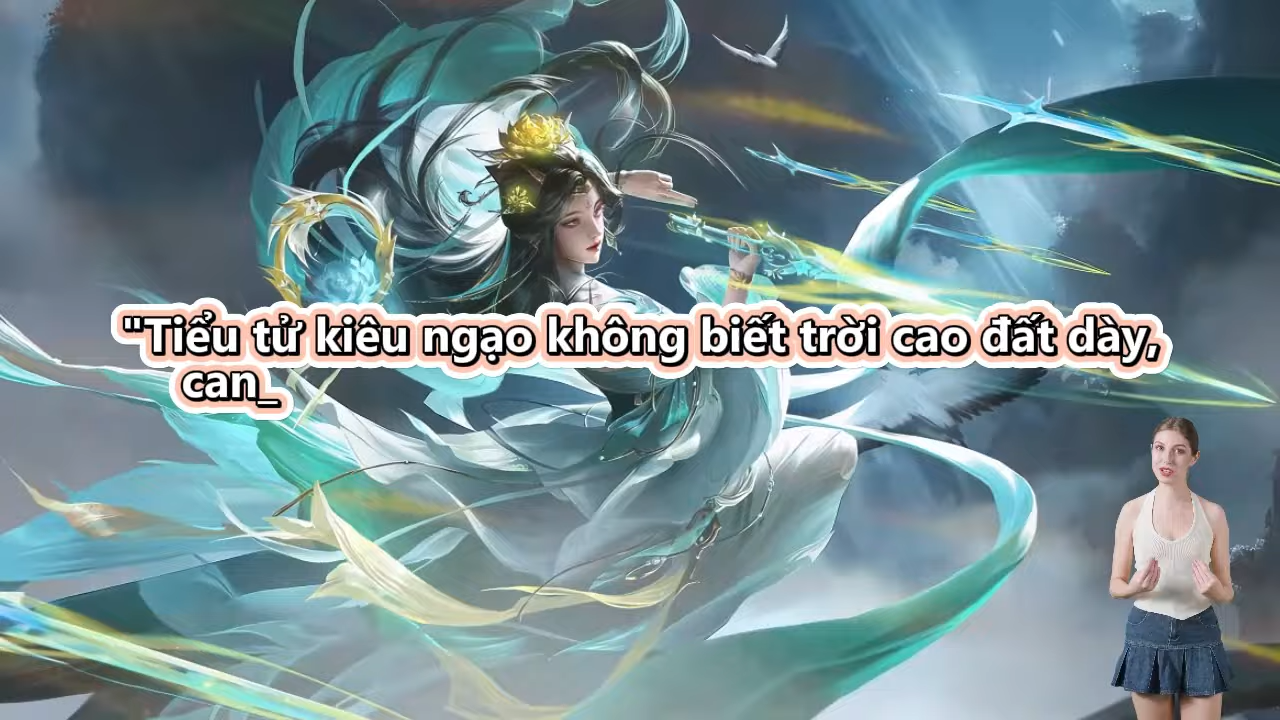 "Tiểu tử kiêu ngạo không biết trời cao đất dày,
can_